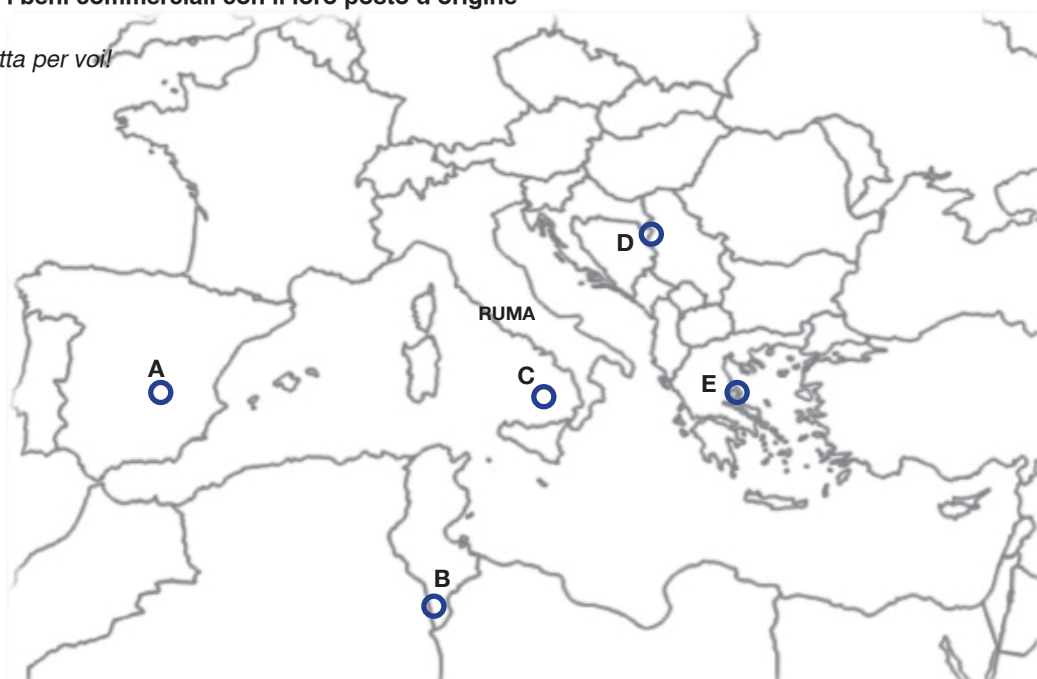 i beni commerciali con il loro posto d'origine
tta per voi!
RUMA
A
C
D
E
B